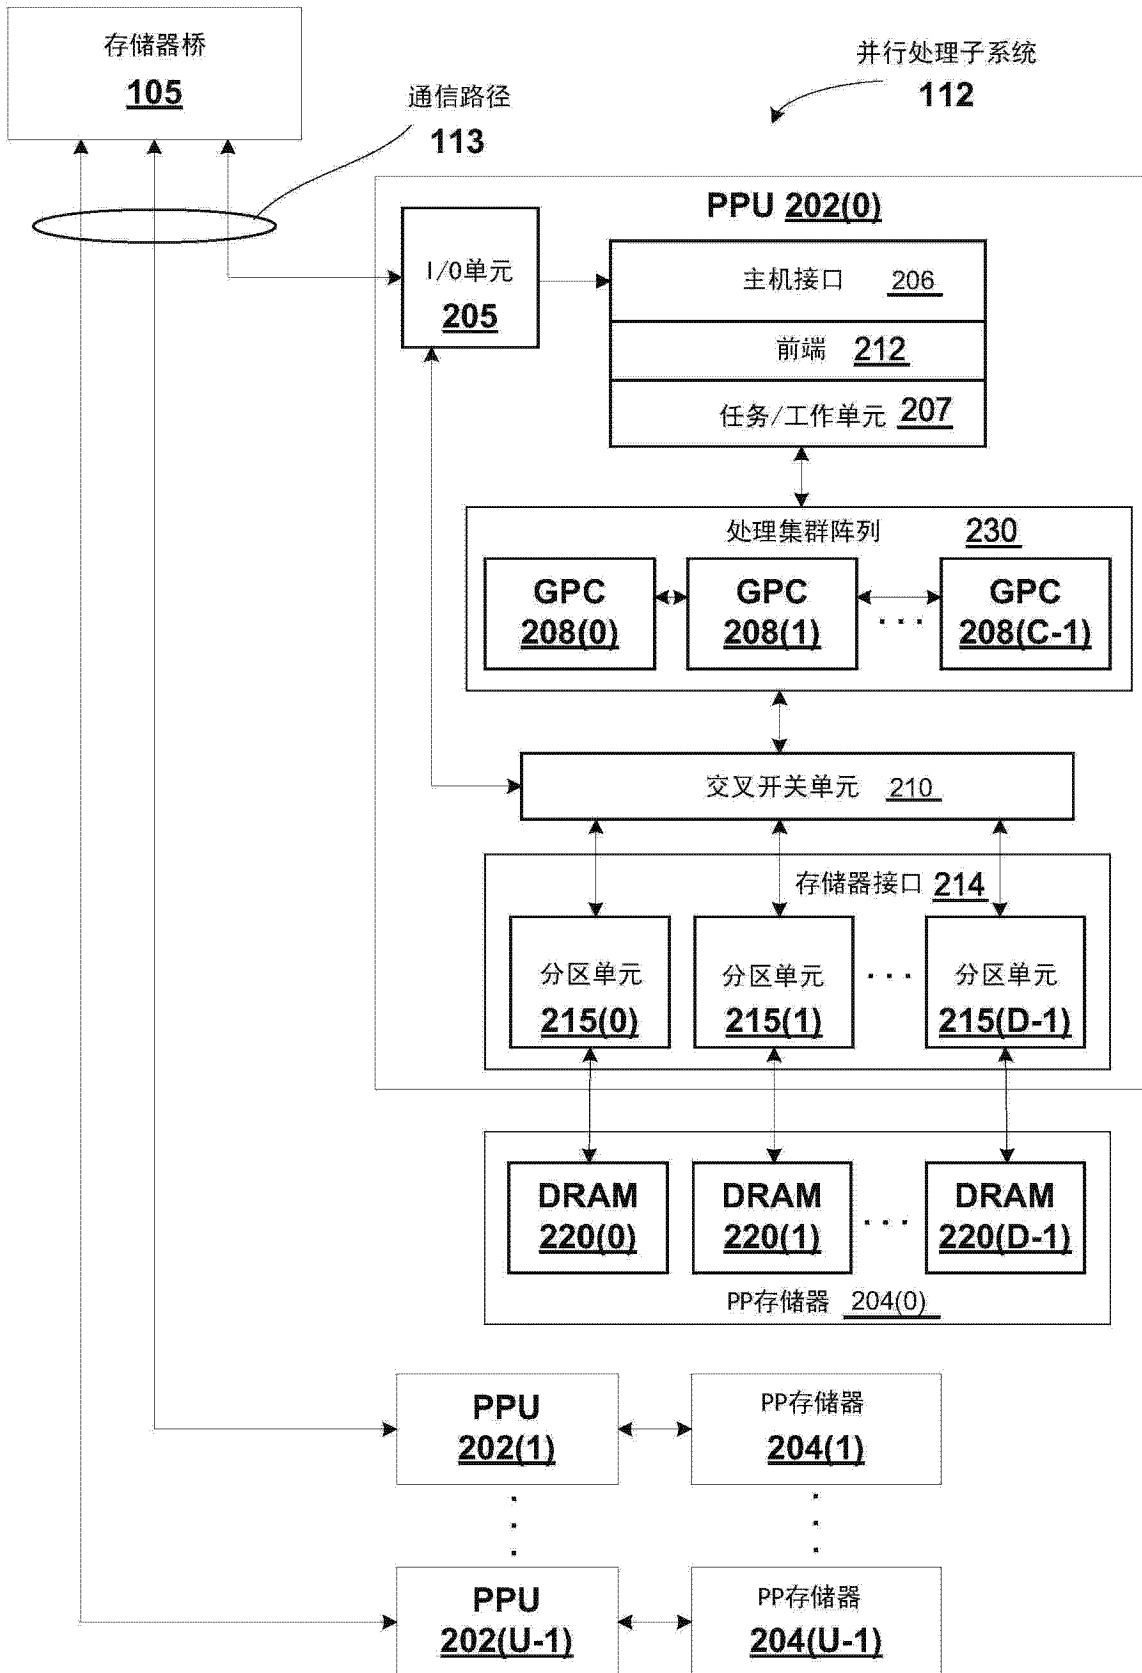 存储器桥
105
并行处理子系统
112
通信路径
113
PPU 202(0)
I/O单元
205
主机接口 206
前端 212
任务/工作单元 207
处理集群阵列 230
GPC
208(0)
GPC
208(1)
. . .
GPC
208(C-1)
交叉开关单元 210
存储器接口 214
分区单元
215(0)
分区单元
215(1)
. . .
分区单元
215(D-1)
DRAM
220(0)
DRAM
220(1)
. . .
DRAM
220(D-1)
PP存储器 204(0)
PPU
202(1)
PP存储器
204(1)
PPU
202(U-1)
PP存储器
204(U-1)